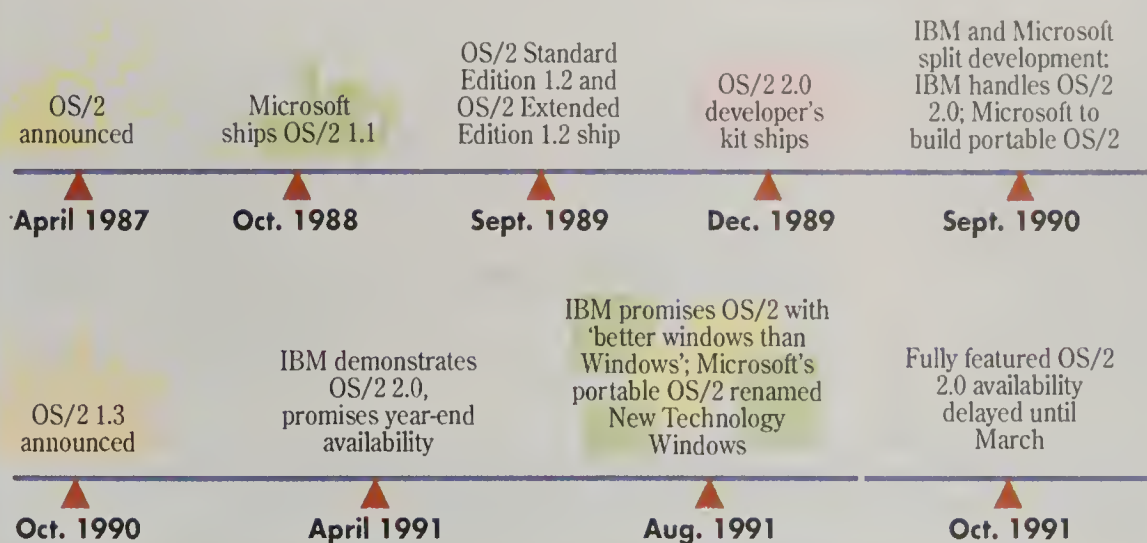 OS/2
announced
April 1987
Microsoft
ships OS/2 1.1
Oct. 1988
OS/2 Standard
Edition 1.2 and
OS/2 Extended
Edition 1.2 ship
Sept. 1989
OS/2 2.0
developer's
kit ships
Dec. 1989
IBM and Microsoft
split development:
IBM handles OS/2
2.0; Microsoft to
build portable OS/2
Sept. 1990
OS/2 1.3
announced
Oct. 1990
IBM demonstrates
OS/2 2.0,
promises year-end
availability
April 1991
IBM promises OS/2 with
‘better windows than
Windows’; Microsoft's
portable OS/2 renamed
New Technology
Windows
Aug. 1991
Fully featured OS/2
2.0 availability
delayed until
March
Oct. 1991